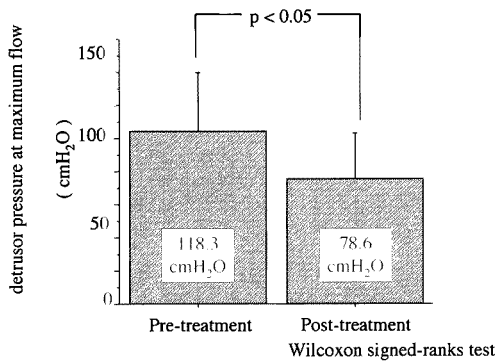 p < 0.05
detrusor pressure at maximum flow
( cmH₂O )
150
100
50
0
118.3
cmH₂O
78.6
cmH₂O
Pre-treatment
Post-treatment
Wilcoxon signed-ranks test